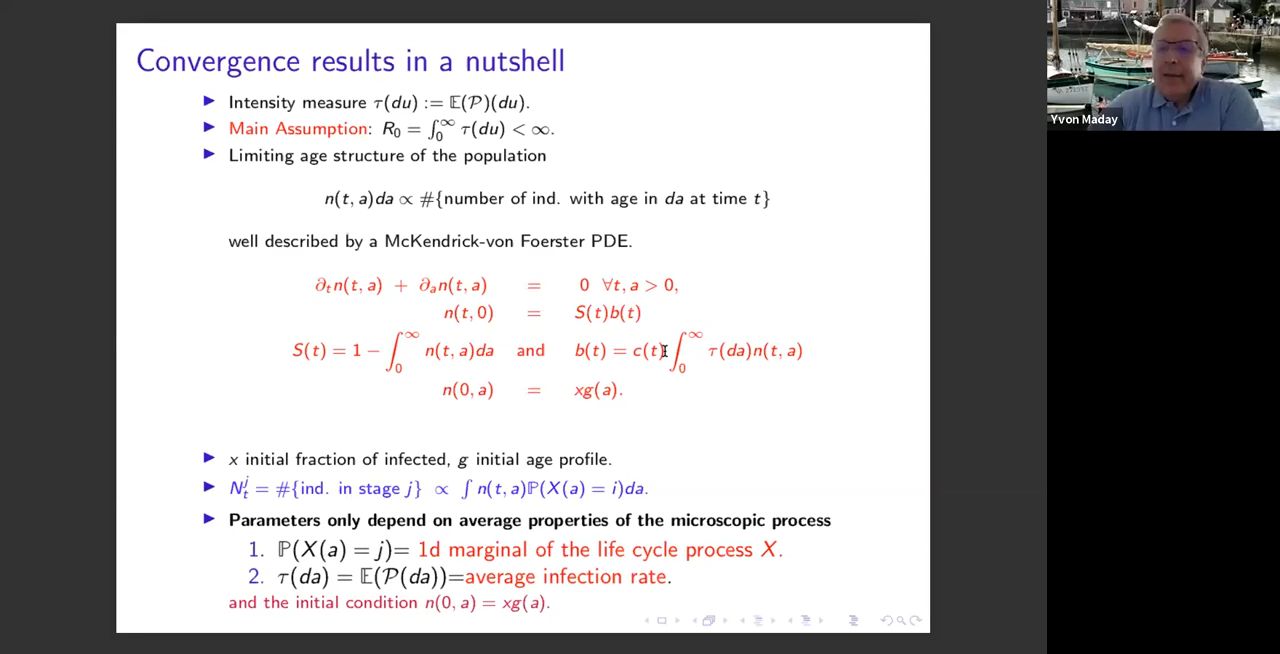 Convergence results in a nutshell
▶ Intensity measure τ(du) := 𝔼(𝒫)(du).
▶ Main Assumption: R₀ = ∫₀^∞ τ(du) < ∞.
▶ Limiting age structure of the population
n(t, a)da ∝ #{number of ind. with age in da at time t}
well described by a McKendrick-von Foerster PDE.
∂ₜn(t, a) + ∂ₐn(t, a) = 0 ∀t, a > 0,
n(t, 0) = S(t)b(t)
S(t) = 1 − ∫₀^∞ n(t, a)da and b(t) = c(t) ∫₀^∞ τ(da)n(t, a)
n(0, a) = xg(a).
▶ x initial fraction of infected, g initial age profile.
▶ Nₜʲ = #{ind. in stage j} ∝ ∫ n(t, a)ℙ(X(a) = i)da.
▶ Parameters only depend on average properties of the microscopic process
1. ℙ(X(a) = j)= 1d marginal of the life cycle process X.
2. τ(da) = 𝔼(𝒫(da))=average infection rate.
and the initial condition n(0, a) = xg(a).
Yvon Maday